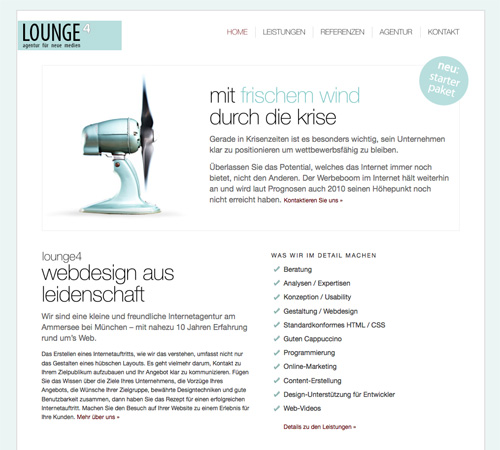 LOUNGE 4
agentur für neue medien
HOME
LEISTUNGEN
REFERENZEN
AGENTUR
KONTAKT
neu:
starter
paket
mit frischem wind
durch die krise
Gerade in Krisenzeiten ist es besonders wichtig, sein Unternehmen
klar zu positionieren um wettbewerbsfähig zu bleiben.
Überlassen Sie das Potential, welches das Internet immer noch
bietet, nicht den Anderen. Der Werbeboom im Internet hält weiterhin
an und wird laut Prognosen auch 2010 seinen Höhepunkt noch
nicht erreicht haben. Kontaktieren Sie uns »
lounge4
webdesign aus
leidenschaft
Wir sind eine kleine und freundliche Internetagentur am
Ammersee bei München – mit nahezu 10 Jahren Erfahrung
rund um's Web.
Das Erstellen eines Internetauftritts, wie wir das verstehen, umfasst nicht nur
das Gestalten eines hübschen Layouts. Es geht vielmehr darum, Kontakt zu
Ihrem Zielpublikum aufzubauen und Ihr Angebot klar zu kommunizieren. Fügen
Sie das Wissen über die Ziele Ihres Unternehmens, die Vorzüge Ihres
Angebots, die Wünsche Ihrer Zielgruppe, bewährte Designtechniken und gute
Benutzbarkeit zusammen, dann haben Sie das Rezept für einen erfolgreichen
Internetauftritt. Machen Sie den Besuch auf Ihrer Website zu einem Erlebnis für
Ihre Kunden. Mehr über uns »
WAS WIR IM DETAIL MACHEN
Beratung
Analysen / Expertisen
Konzeption / Usability
Gestaltung / Webdesign
Standardkonformes HTML / CSS
Guten Cappuccino
Programmierung
Online-Marketing
Content-Erstellung
Design-Unterstützung für Entwickler
Web-Videos
Details zu den Leistungen »